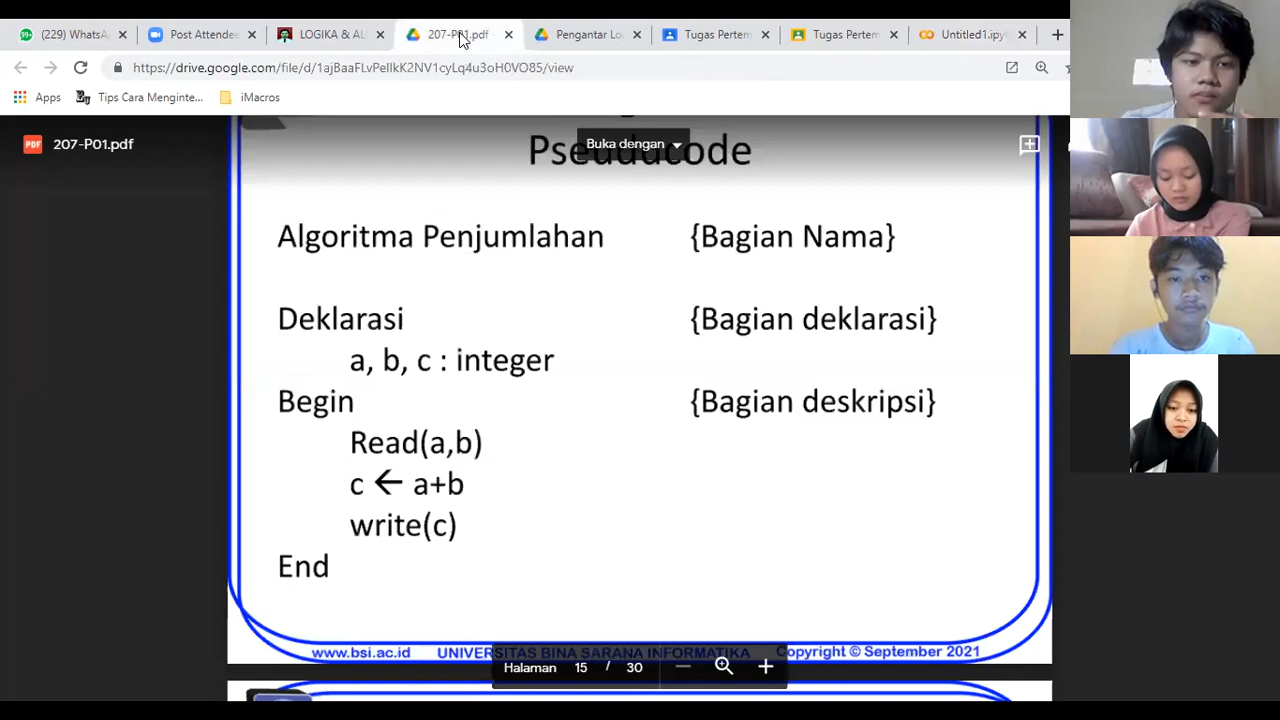 (229) WhatsA
Post Attende
LOGIKA & AL
207-P01.pdf -
Pengantar Lo
Tugas Pertem
Tugas Pertem
Untitled1.ipy
https://drive.google.com/file/d/1ajBaaFLvPellkK2NV1cyLq4u3oH0VO85/view
Apps
Tips Cara Menginte...
iMacros
PDF
207-P01.pdf
Buka dengan
Pseuducode
Algoritma Penjumlahan {Bagian Nama}
Deklarasi {Bagian deklarasi}
a, b, c : integer
Begin {Bagian deskripsi}
Read(a,b)
c ← a+b
write(c)
End
www.bsi.ac.id UNIVERSITAS BINA SARANA INFORMATIKA Copyright © September 2021
Halaman 15 / 30